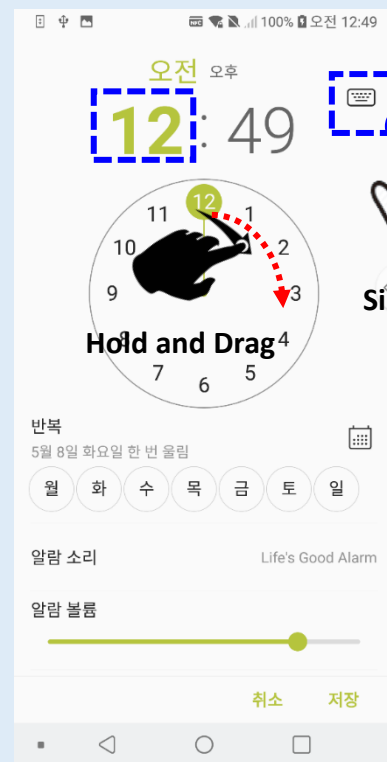 100% 오전 12:49
오전 오후
12 : 49
12
11 1
10 2
9 3
Hold and Drag 4
7 5
6
반복
5월 8일 화요일 한 번 울림
월 화 수 목 금 토 일
알람 소리 Life's Good Alarm
알람 볼륨
취소 저장